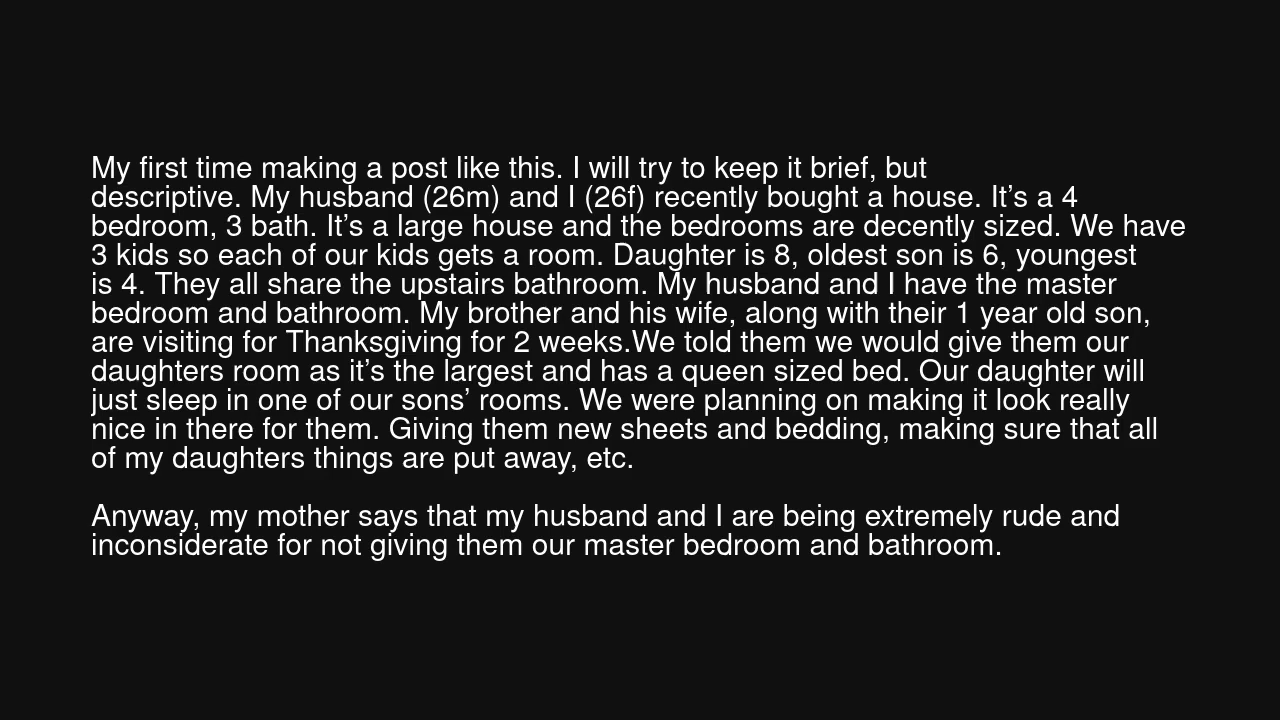 My first time making a post like this. I will try to keep it brief, but
descriptive. My husband (26m) and I (26f) recently bought a house. It’s a 4
bedroom, 3 bath. It’s a large house and the bedrooms are decently sized. We have
3 kids so each of our kids gets a room. Daughter is 8, oldest son is 6, youngest
is 4. They all share the upstairs bathroom. My husband and I have the master
bedroom and bathroom. My brother and his wife, along with their 1 year old son,
are visiting for Thanksgiving for 2 weeks.We told them we would give them our
daughters room as it’s the largest and has a queen sized bed. Our daughter will
just sleep in one of our sons’ rooms. We were planning on making it look really
nice in there for them. Giving them new sheets and bedding, making sure that all
of my daughters things are put away, etc.
Anyway, my mother says that my husband and I are being extremely rude and
inconsiderate for not giving them our master bedroom and bathroom.